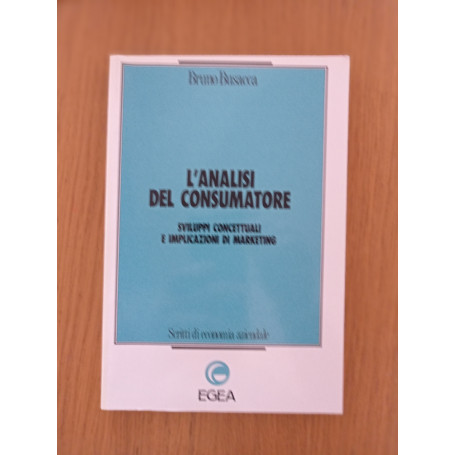 Bruno Busacca
L'ANALISI
DEL CONSUMATORE
SVILUPPI CONCETTUALI
E IMPLICAZIONI DI MARKETING
Scritti di economia aziendale
EGEA